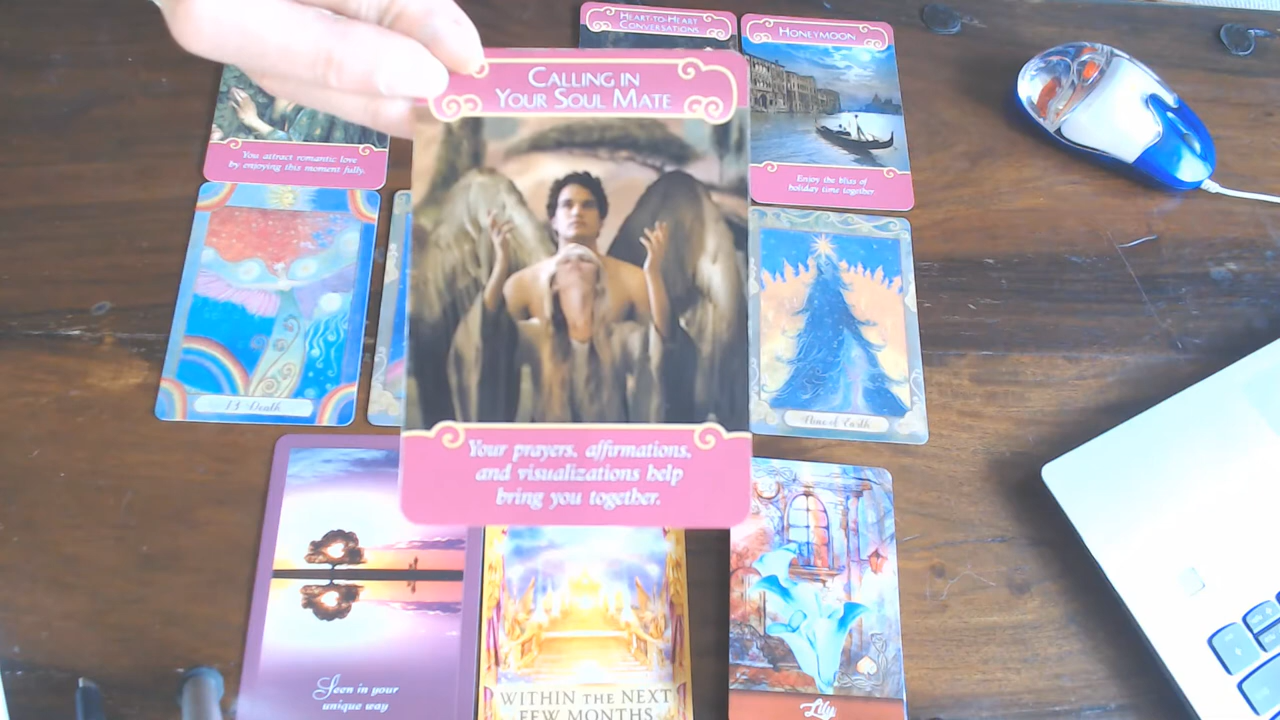 HEART-TO-HEART
CONVERSATIONS
HONEYMOON
CALLING IN
YOUR SOUL MATE
You attract romantic love
by enjoying this moment fully.
Enjoy the bliss of
holiday time together.
13 Death
of Earth
Your prayers, affirmations,
and visualizations help
bring you together.
Seen in your
unique way
WITHIN THE NEXT
FEW MONTHS
Lily